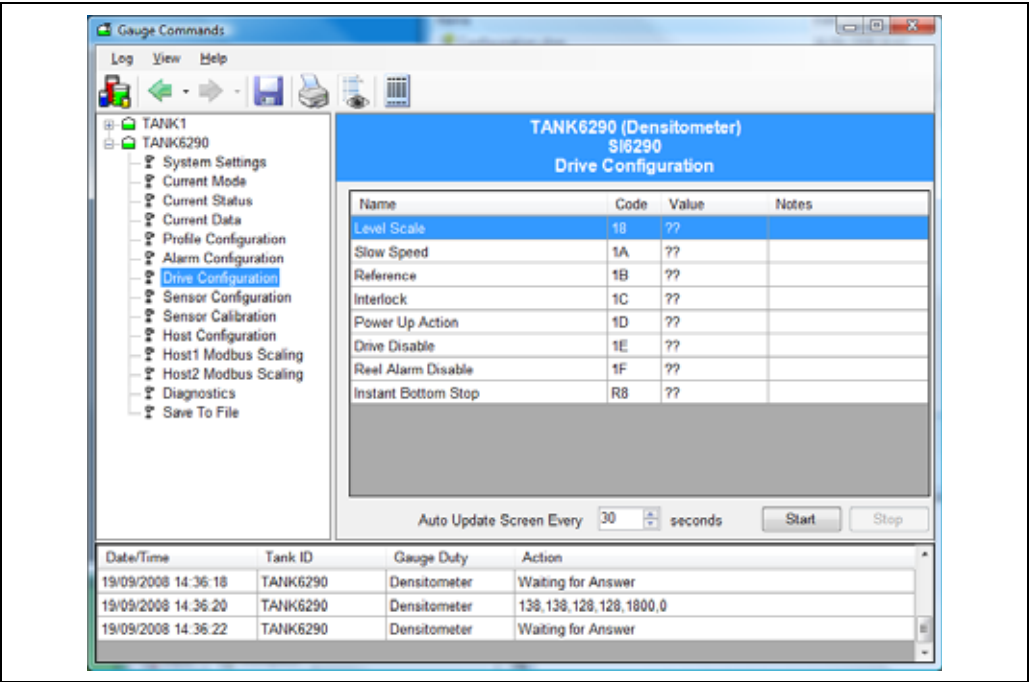 Gauge Commands
Log View Help
TANK1
TANK6290
System Settings
Current Mode
Current Status
Current Data
Profile Configuration
Alarm Configuration
Drive Configuration
Sensor Configuration
Sensor Calibration
Host Configuration
Host1 Modbus Scaling
Host2 Modbus Scaling
Diagnostics
Save To File
TANK6290 (Densitometer)
SI6290
Drive Configuration
Name Code Value Notes
Level Scale 18 ??
Slow Speed 1A ??
Reference 1B ??
Interlock 1C ??
Power Up Action 1D ??
Drive Disable 1E ??
Reel Alarm Disable 1F ??
Instant Bottom Stop R8 ??
Auto Update Screen Every 30 seconds Start Stop
Date/Time Tank ID Gauge Duty Action
19/09/2008 14:36:18 TANK6290 Densitometer Waiting for Answer
19/09/2008 14:36:20 TANK6290 Densitometer 138,138,128,128,1800,0
19/09/2008 14:36:22 TANK6290 Densitometer Waiting for Answer